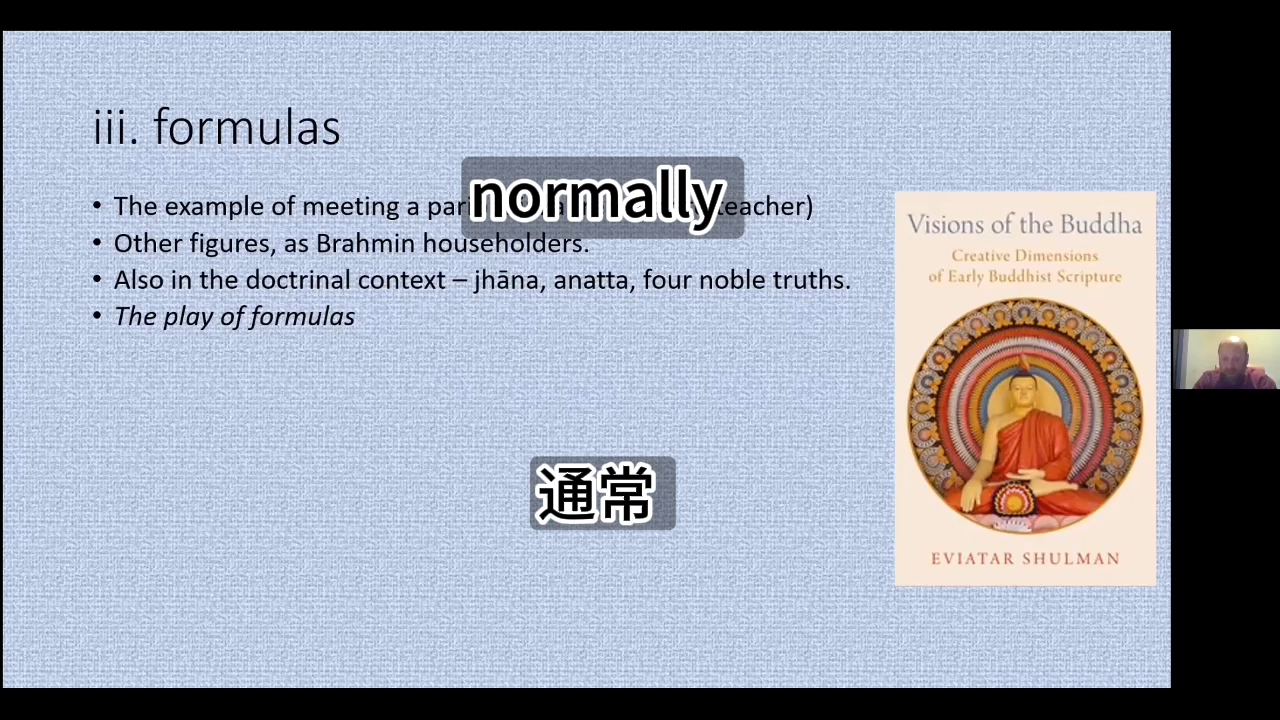 iii. formulas
normally
• The example of meeting a teacher)
• Other figures, as Brahmin householders.
• Also in the doctrinal context – jhāna, anatta, four noble truths.
• The play of formulas
通常
Visions of the Buddha
Creative Dimensions
of Early Buddhist Scripture
EVIATAR SHULMAN